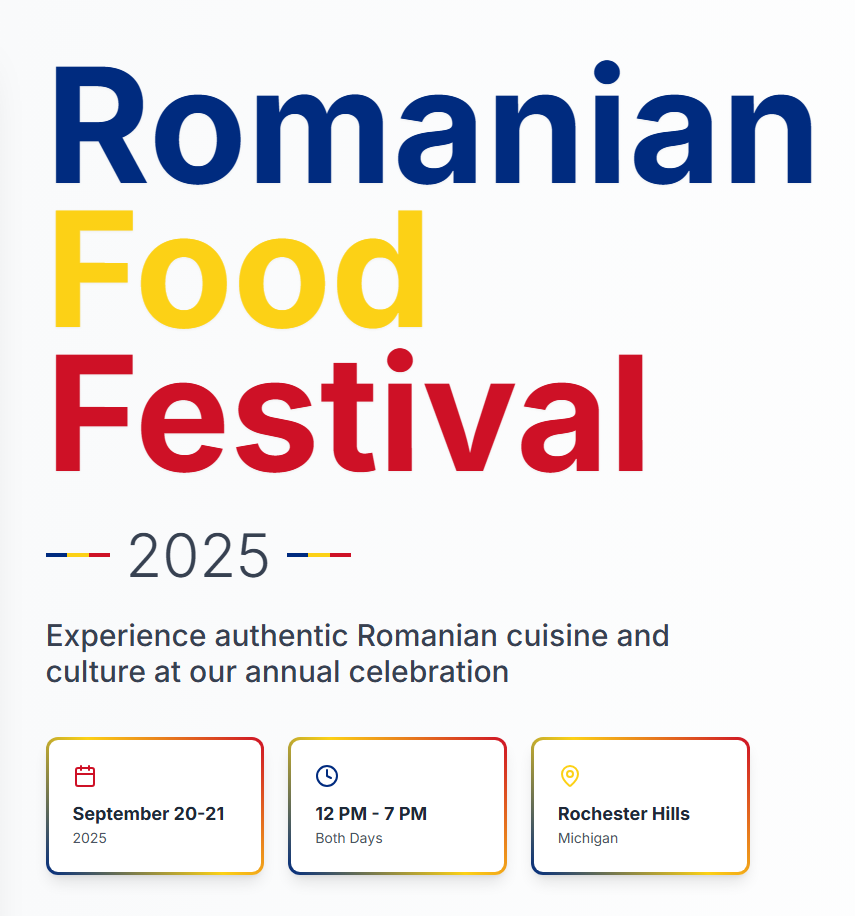 Romanian
Food
Festival
2025
Experience authentic Romanian cuisine and
culture at our annual celebration
September 20-21
2025
12 PM - 7 PM
Both Days
Rochester Hills
Michigan